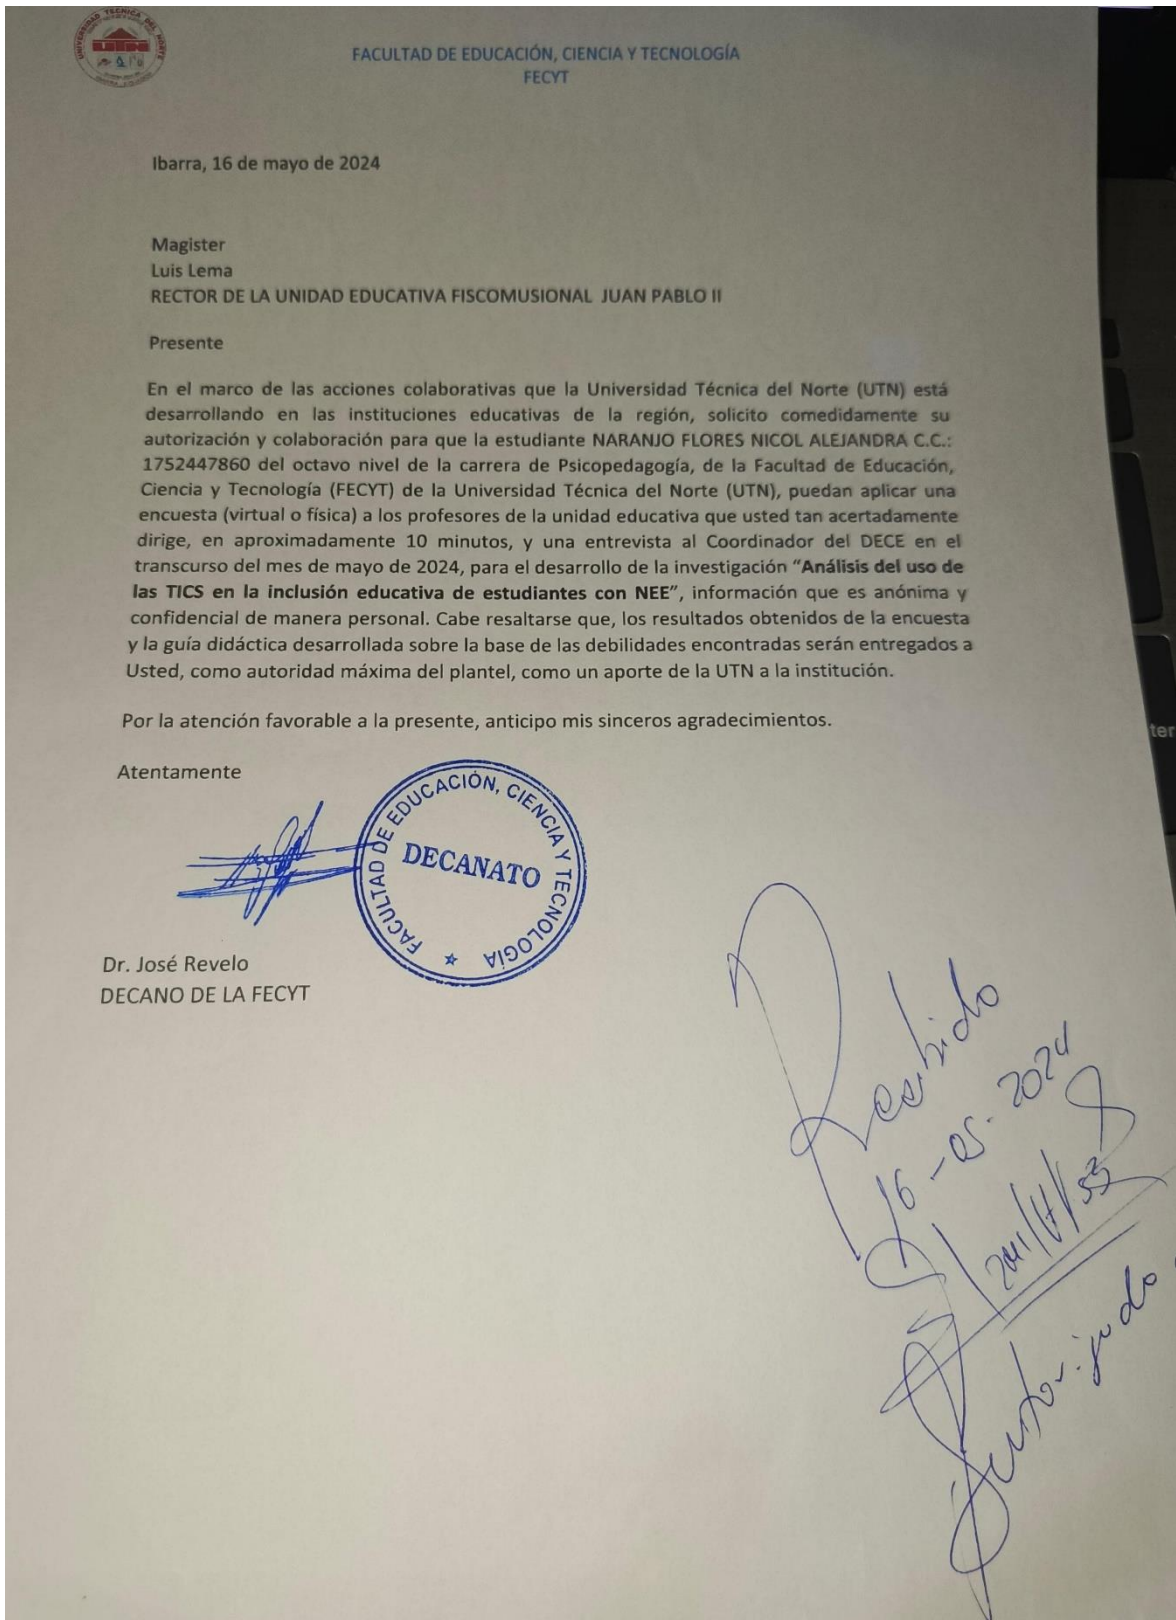 UNIVERSIDAD TECNICA DEL NORTE
UTN
FACULTAD DE EDUCACIÓN, CIENCIA Y TECNOLOGÍA
FECYT
Ibarra, 16 de mayo de 2024
Magister
Luis Lema
RECTOR DE LA UNIDAD EDUCATIVA FISCOMUSIONAL JUAN PABLO II
Presente
En el marco de las acciones colaborativas que la Universidad Técnica del Norte (UTN) está
desarrollando en las instituciones educativas de la región, solicito comedidamente su
autorización y colaboración para que la estudiante NARANJO FLORES NICOL ALEJANDRA C.C.:
1752447860 del octavo nivel de la carrera de Psicopedagogía, de la Facultad de Educación,
Ciencia y Tecnología (FECYT) de la Universidad Técnica del Norte (UTN), puedan aplicar una
encuesta (virtual o física) a los profesores de la unidad educativa que usted tan acertadamente
dirige, en aproximadamente 10 minutos, y una entrevista al Coordinador del DECE en el
transcurso del mes de mayo de 2024, para el desarrollo de la investigación “Análisis del uso de
las TICS en la inclusión educativa de estudiantes con NEE”, información que es anónima y
confidencial de manera personal. Cabe resaltarse que, los resultados obtenidos de la encuesta
y la guía didáctica desarrollada sobre la base de las debilidades encontradas serán entregados a
Usted, como autoridad máxima del plantel, como un aporte de la UTN a la institución.
Por la atención favorable a la presente, anticipo mis sinceros agradecimientos.
Atentamente
FACULTAD DE EDUCACIÓN, CIENCIA Y TECNOLOGÍA
DECANATO
Dr. José Revelo
DECANO DE LA FECYT
Recibido
16-05-2024
Autorizado
ter